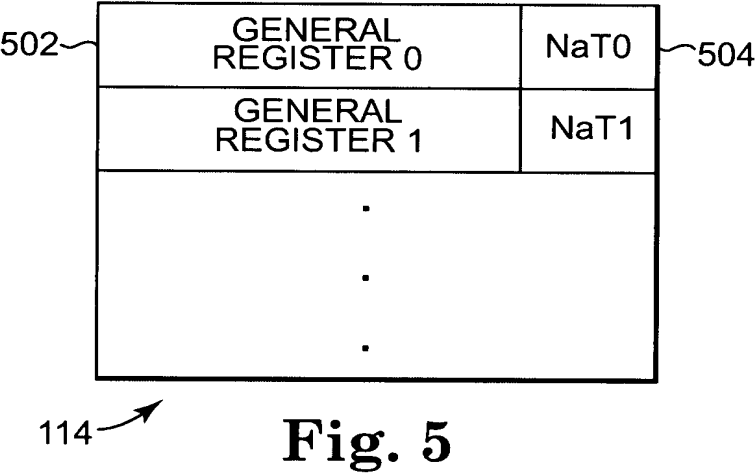 502
GENERAL
REGISTER 0
NaT0
504
GENERAL
REGISTER 1
NaT1
.
.
.
114
Fig. 5